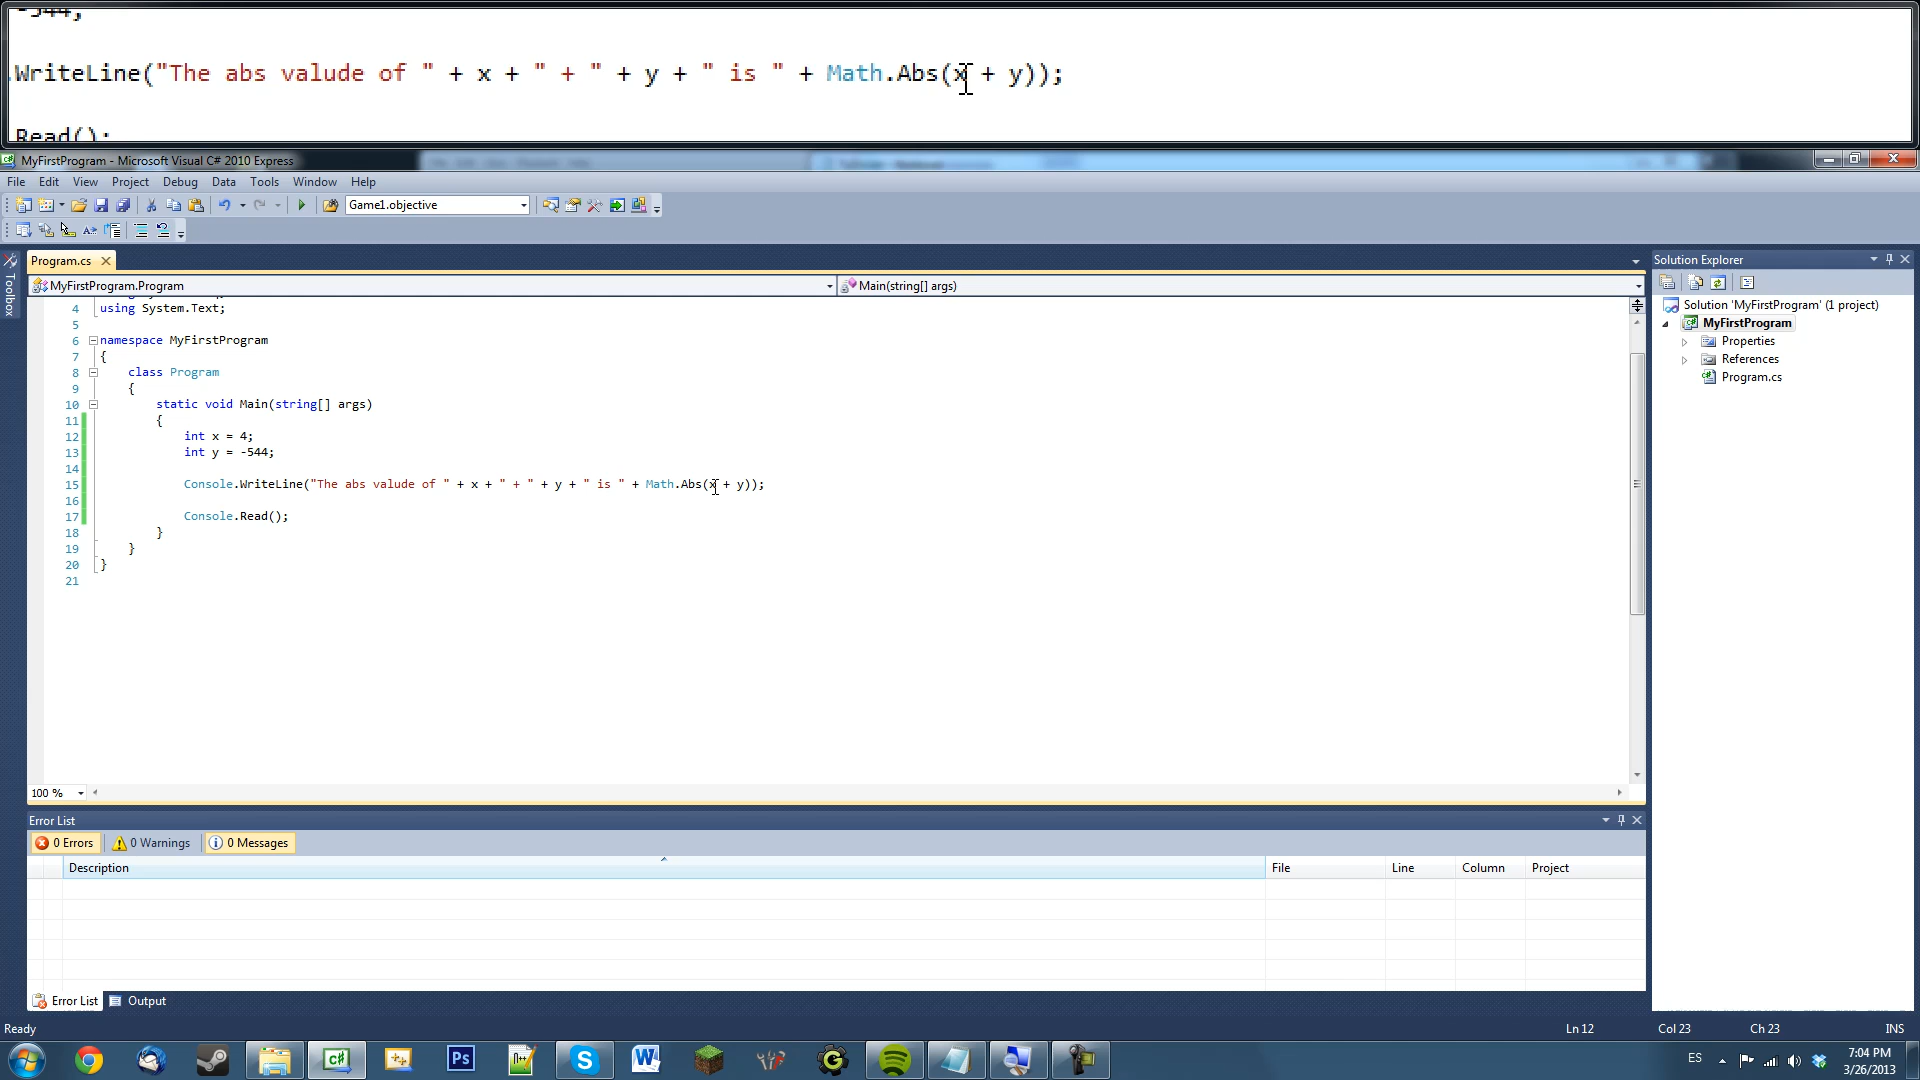 -544;
.WriteLine("The abs valude of " + x + " + " + y + " is " + Math.Abs(x + y));
Read();
MyFirstProgram - Microsoft Visual C# 2010 Express
File Edit View Project Debug Data Tools Window Help
Game1.objective
Toolbox
Program.cs
MyFirstProgram.Program
Main(string[] args)
4 using System.Text;
5
6 namespace MyFirstProgram
7 {
8 class Program
9 {
10 static void Main(string[] args)
11 {
12 int x = 4;
13 int y = -544;
14
15 Console.WriteLine("The abs valude of " + x + " + " + y + " is " + Math.Abs(x + y));
16
17 Console.Read();
18 }
19 }
20 }
21
100 %
Solution Explorer
Solution 'MyFirstProgram' (1 project)
MyFirstProgram
Properties
References
Program.cs
Error List
0 Errors 0 Warnings 0 Messages
Description File Line Column Project
Error List Output
Ready Ln 12 Col 23 Ch 23 INS
ES
7:04 PM
3/26/2013